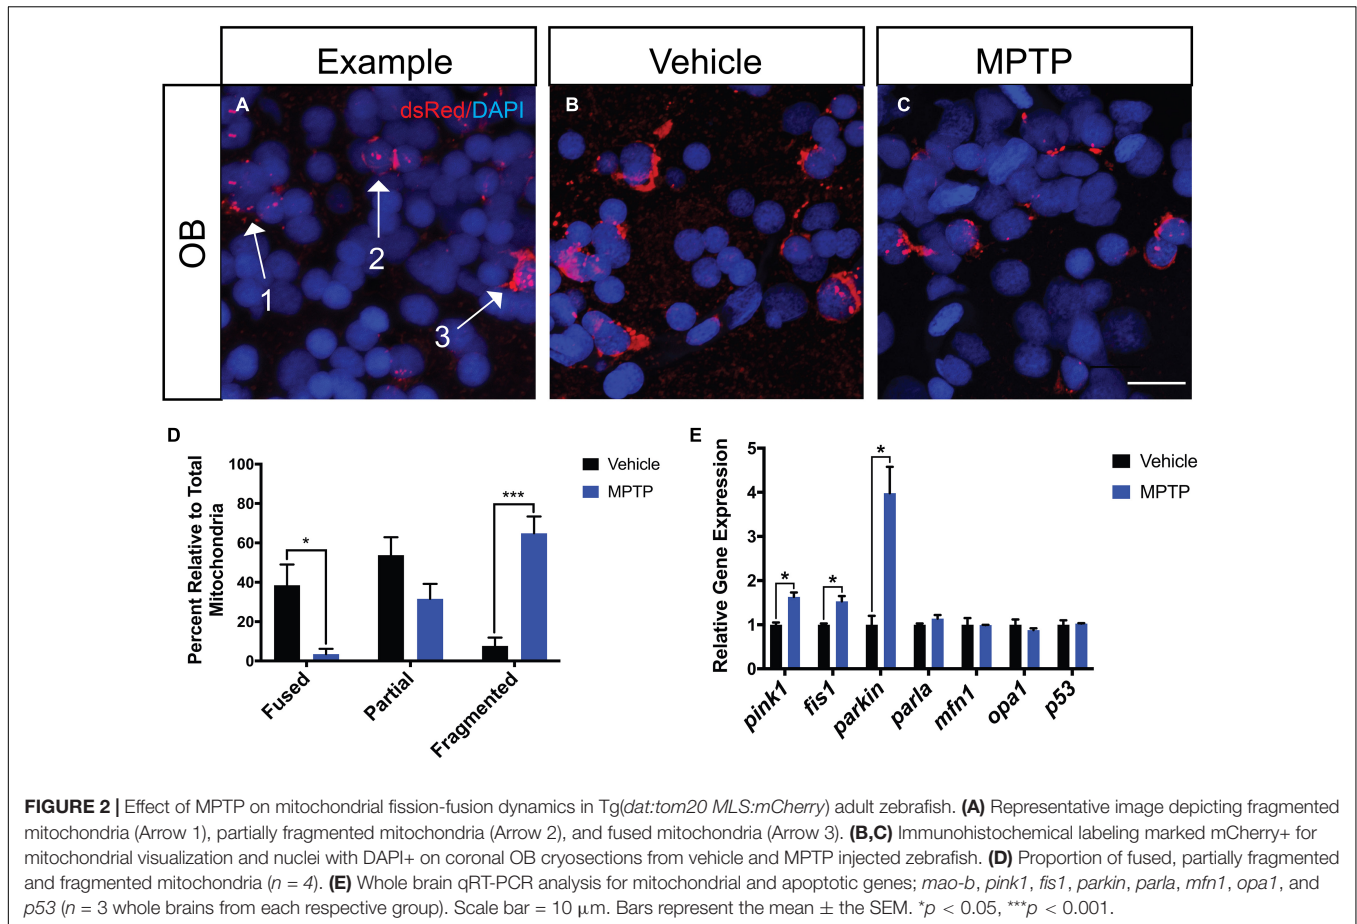 Example
Vehicle
MPTP
OB
A
dsRed/DAPI
1
2
3
B
C
D
Percent Relative to Total
Mitochondria
100
80
60
40
20
0
*
***
Fused
Partial
Fragmented
Vehicle
MPTP
E
Relative Gene Expression
5
4
3
2
1
0
*
*
*
pink1
fis1
parkin
parla
mfn1
opa1
p53
Vehicle
MPTP
FIGURE 2 | Effect of MPTP on mitochondrial fission-fusion dynamics in Tg(dat:tom20 MLS:mCherry) adult zebrafish. (A) Representative image depicting fragmented
mitochondria (Arrow 1), partially fragmented mitochondria (Arrow 2), and fused mitochondria (Arrow 3). (B,C) Immunohistochemical labeling marked mCherry+ for
mitochondrial visualization and nuclei with DAPI+ on coronal OB cryosections from vehicle and MPTP injected zebrafish. (D) Proportion of fused, partially fragmented
and fragmented mitochondria (n = 4). (E) Whole brain qRT-PCR analysis for mitochondrial and apoptotic genes; mao-b, pink1, fis1, parkin, parla, mfn1, opa1, and
p53 (n = 3 whole brains from each respective group). Scale bar = 10 μm. Bars represent the mean ± the SEM. *p < 0.05, ***p < 0.001.